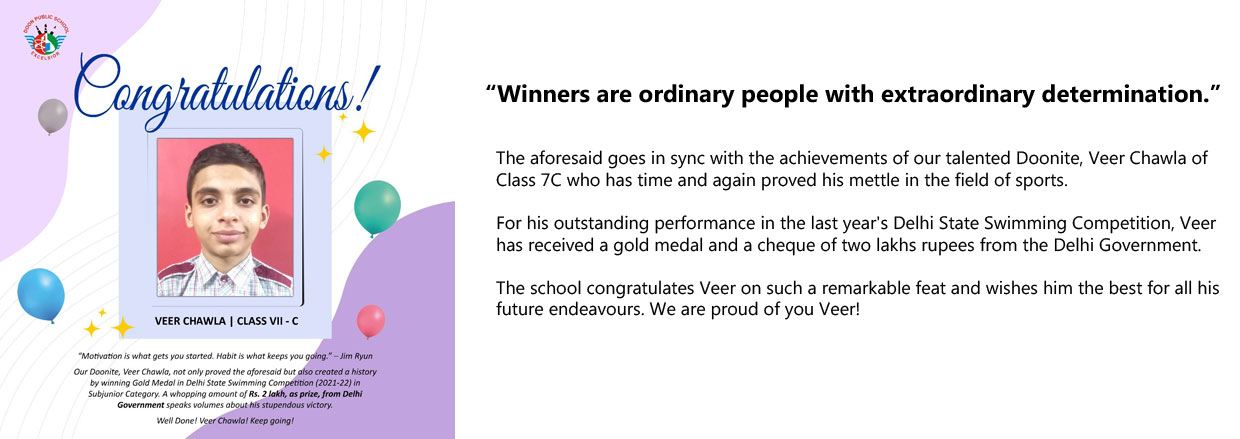 DOON PUBLIC SCHOOL
EXCELSIOR
Congratulations!
VEER CHAWLA | CLASS VII - C
“Motivation is what gets you started. Habit is what keeps you going.” – Jim Ryun
Our Doonite, Veer Chawla, not only proved the aforesaid but also created a history
by winning Gold Medal in Delhi State Swimming Competition (2021-22) in
Subjunior Category. A whopping amount of Rs. 2 lakh, as prize, from Delhi
Government speaks volumes about his stupendous victory.
Well Done! Veer Chawla! Keep going!
“Winners are ordinary people with extraordinary determination.”
The aforesaid goes in sync with the achievements of our talented Doonite, Veer Chawla of
Class 7C who has time and again proved his mettle in the field of sports.
For his outstanding performance in the last year's Delhi State Swimming Competition, Veer
has received a gold medal and a cheque of two lakhs rupees from the Delhi Government.
The school congratulates Veer on such a remarkable feat and wishes him the best for all his
future endeavours. We are proud of you Veer!